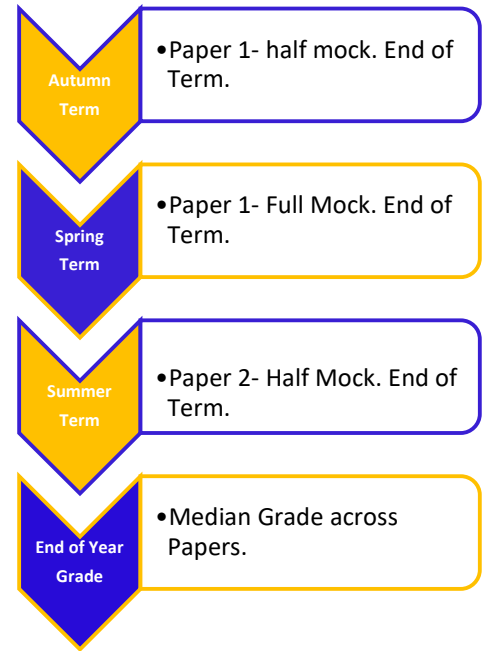 Autumn
Term
•Paper 1- half mock. End of
Term.
Spring
Term
•Paper 1- Full Mock. End of
Term.
Summer
Term
•Paper 2- Half Mock. End of
Term.
End of Year
Grade
•Median Grade across
Papers.